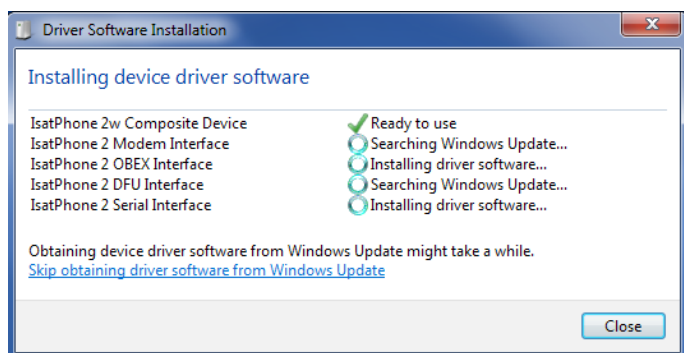 Driver Software Installation
Installing device driver software
IsatPhone 2w Composite Device Ready to use
IsatPhone 2 Modem Interface Searching Windows Update...
IsatPhone 2 OBEX Interface Installing driver software...
IsatPhone 2 DFU Interface Searching Windows Update...
IsatPhone 2 Serial Interface Installing driver software...
Obtaining device driver software from Windows Update might take a while.
Skip obtaining driver software from Windows Update
Close